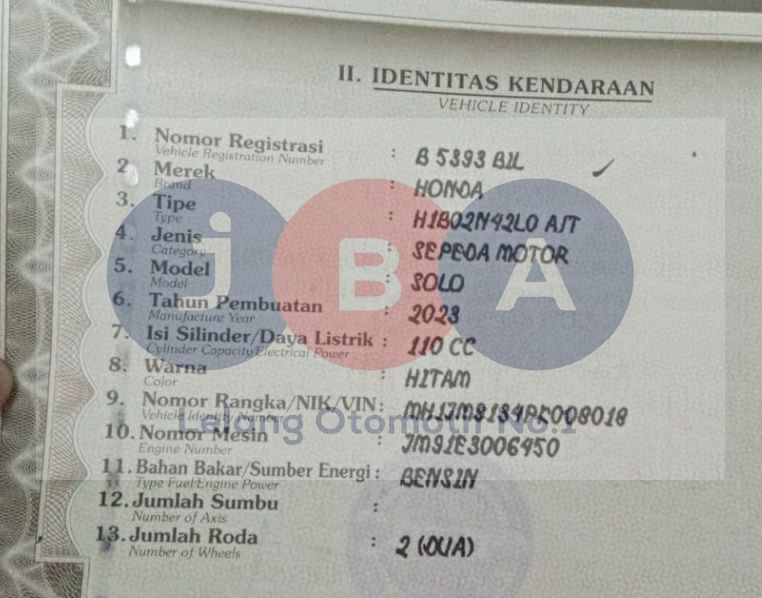 II. IDENTITAS KENDARAAN
VEHICLE IDENTITY
1. Nomor Registrasi : B 5393 BIL
Vehicle Registration Number
2. Merek : HONDA
Brand
3. Tipe : H1B02N42L0 A/T
Type
4. Jenis : SEPEDA MOTOR
Category
5. Model : SOLO
Model
6. Tahun Pembuatan : 2023
Manufacture Year
7. Isi Silinder/Daya Listrik : 110 CC
Cylinder Capacity/Electrical Power
8. Warna : HITAM
Color
9. Nomor Rangka/NIK/VIN :
Vehicle Identity Number
10. Nomor Mesin : JM91E3006450
Engine Number
11. Bahan Bakar/Sumber Energi : BENSIN
Type Fuel/Engine Power
12. Jumlah Sumbu :
Number of Axis
13. Jumlah Roda : 2 (DUA)
Number of Wheels
JBA
Lelang Otomotif No.1